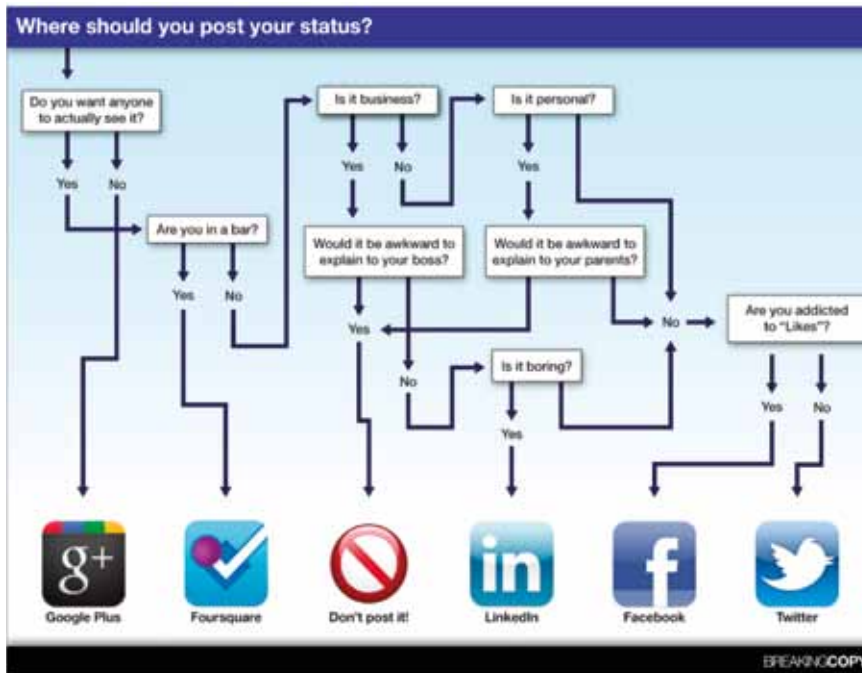 Where should you post your status?
Do you want anyone
to actually see it?
Yes
No
Are you in a bar?
Yes
No
Is it business?
Yes
No
Is it personal?
Yes
Would it be awkward to
explain to your boss?
Would it be awkward to
explain to your parents?
Yes
No
No
Are you addicted
to "Likes"?
Is it boring?
Yes
Yes
No
g+
in
f
Google Plus
Foursquare
Don't post it!
LinkedIn
Facebook
Twitter
BREAKINGCOPY